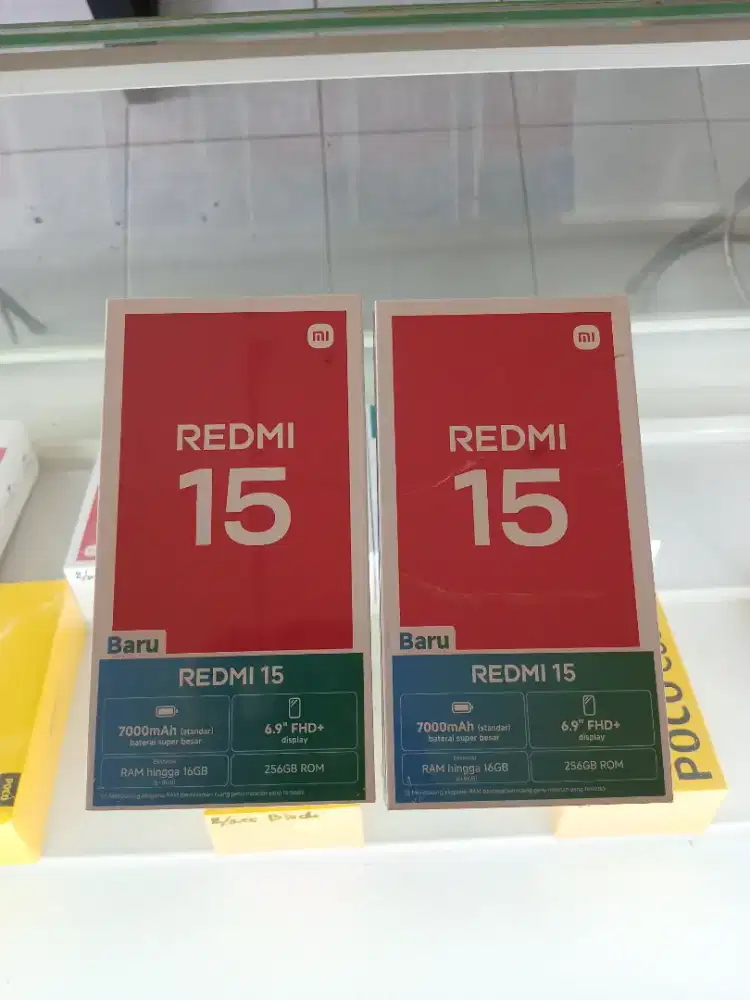 mi
REDMI
15
Baru
REDMI 15
7000mAh (standar)
baterai super besar
6.9" FHD+
display
RAM hingga 16GB
256GB ROM
mi
REDMI
15
Baru
REDMI 15
7000mAh (standar)
baterai super besar
6.9" FHD+
display
RAM hingga 16GB
256GB ROM
POCO
POCO